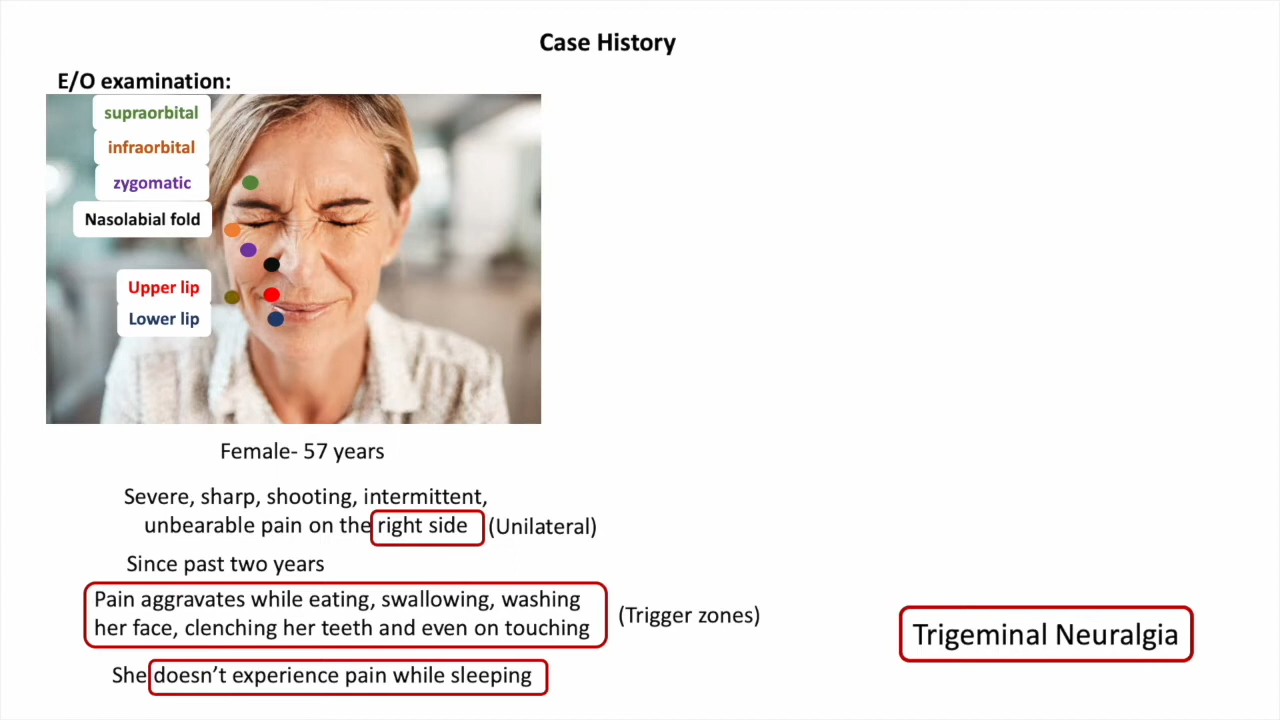 Case History
E/O examination:
supraorbital
infraorbital
zygomatic
Nasolabial fold
Upper lip
Lower lip
Female- 57 years
Severe, sharp, shooting, intermittent,
unbearable pain on the right side (Unilateral)
Since past two years
Pain aggravates while eating, swallowing, washing
her face, clenching her teeth and even on touching
(Trigger zones)
She doesn’t experience pain while sleeping
Trigeminal Neuralgia